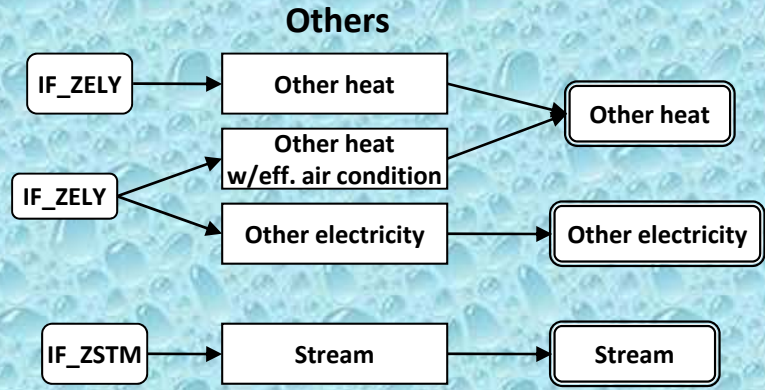 Others
IF_ZELY
Other heat
Other heat
Other heat
w/eff. air condition
IF_ZELY
Other electricity
Other electricity
IF_ZSTM
Stream
Stream